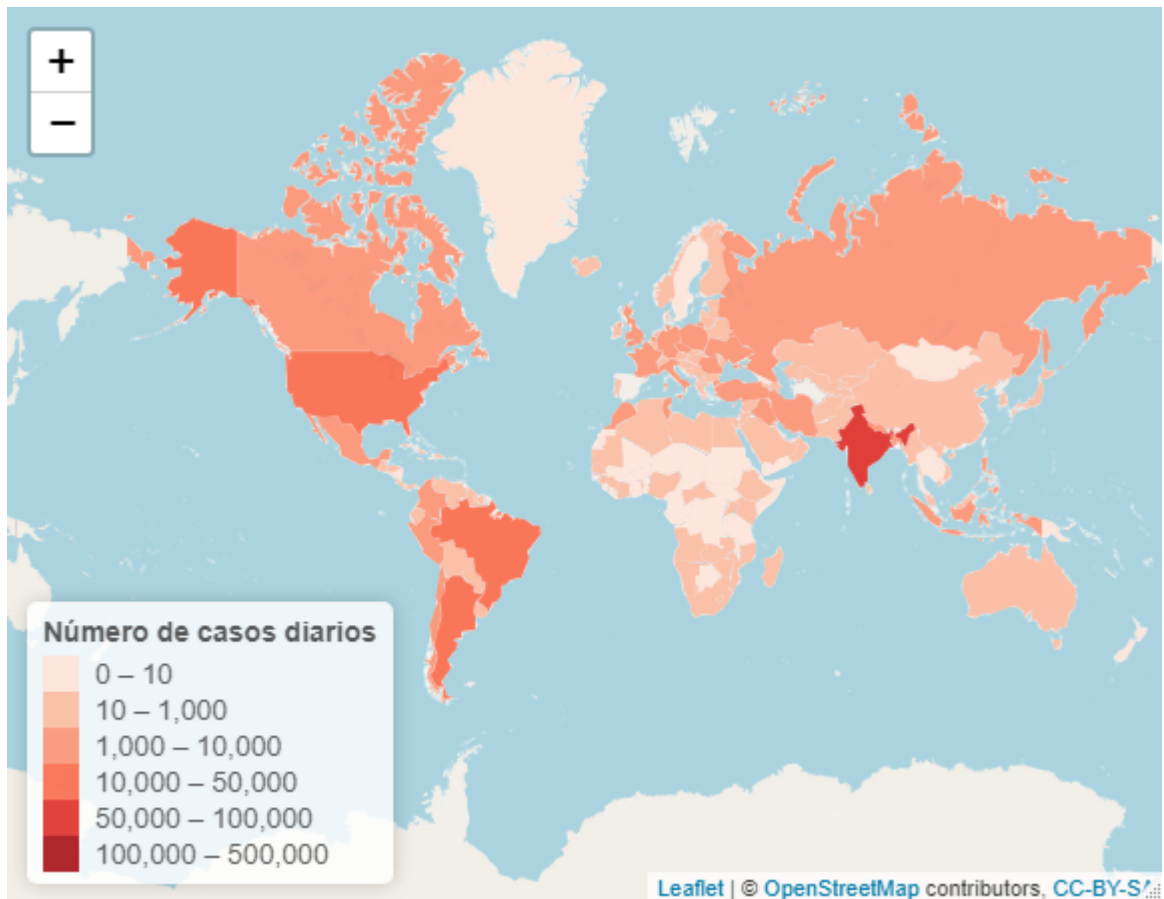 +
−
Número de casos diarios
0 – 10
10 – 1,000
1,000 – 10,000
10,000 – 50,000
50,000 – 100,000
100,000 – 500,000
Leaflet | © OpenStreetMap contributors, CC-BY-SA